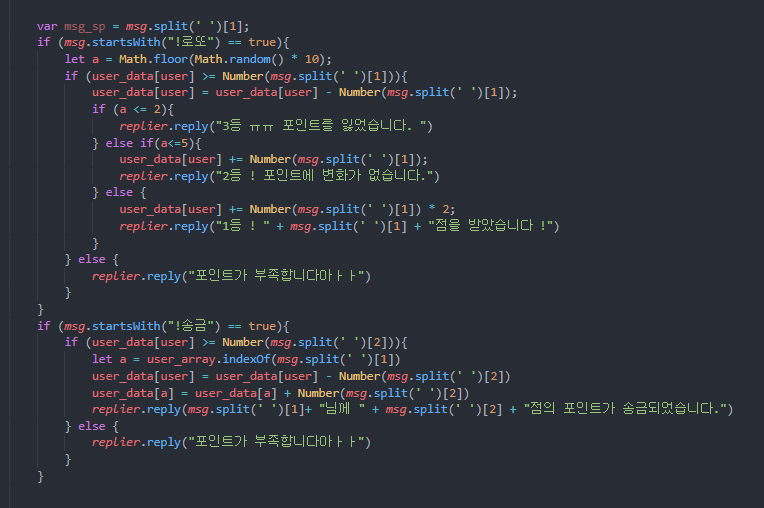 var msg_sp = msg.split(' ')[1];
if (msg.startsWith("!로또") == true){
let a = Math.floor(Math.random() * 10);
if (user_data[user] >= Number(msg.split(' ')[1])){
user_data[user] = user_data[user] - Number(msg.split(' ')[1]);
if (a <= 2){
replier.reply("3등 ㅠㅠ 포인트를 잃었습니다. ")
} else if(a<=5){
user_data[user] += Number(msg.split(' ')[1]);
replier.reply("2등 ! 포인트에 변화가 없습니다.")
} else {
user_data[user] += Number(msg.split(' ')[1]) * 2;
replier.reply("1등 ! " + msg.split(' ')[1] + "점을 받았습니다 !")
}
} else {
replier.reply("포인트가 부족합니다아ㅏㅏ")
}
}
if (msg.startsWith("!송금") == true){
if (user_data[user] >= Number(msg.split(' ')[2])){
let a = user_array.indexOf(msg.split(' ')[1])
user_data[user] = user_data[user] - Number(msg.split(' ')[2])
user_data[a] = user_data[a] + Number(msg.split(' ')[2])
replier.reply(msg.split(' ')[1]+ "님께 " + msg.split(' ')[2] + "점의 포인트가 송금되었습니다.")
} else {
replier.reply("포인트가 부족합니다아ㅏㅏ")
}
}